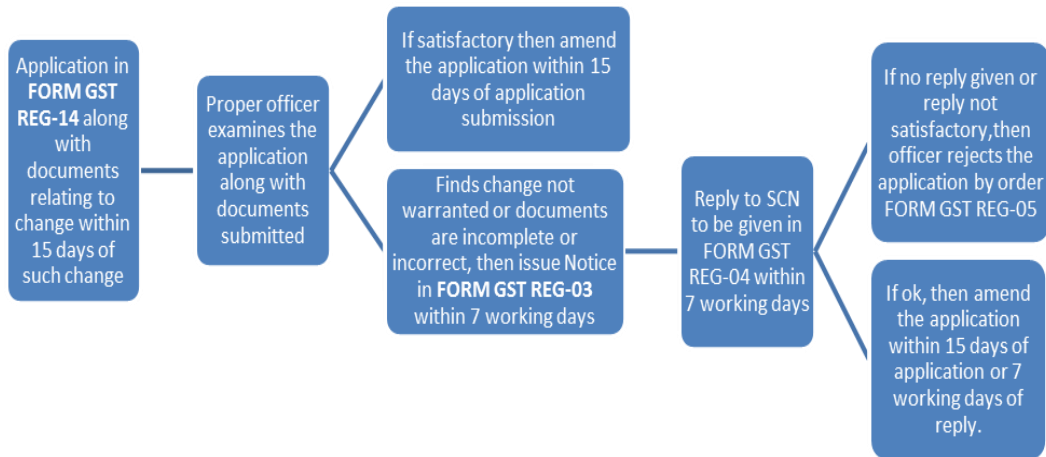 Application in
FORM GST
REG-14 along
with
documents
relating to
change within
15 days of
such change
Proper officer
examines the
application
along with
documents
submitted
If satisfactory then amend
the application within 15
days of application
submission
Finds change not
warranted or documents
are incomplete or
incorrect, then issue Notice
in FORM GST REG-03
within 7 working days
Reply to SCN
to be given in
FORM GST
REG-04 within
7 working days
If no reply given or
reply not
satisfactory,then
officer rejects the
application by order
FORM GST REG-05
If ok, then amend
the application
within 15 days of
application or 7
working days of
reply.